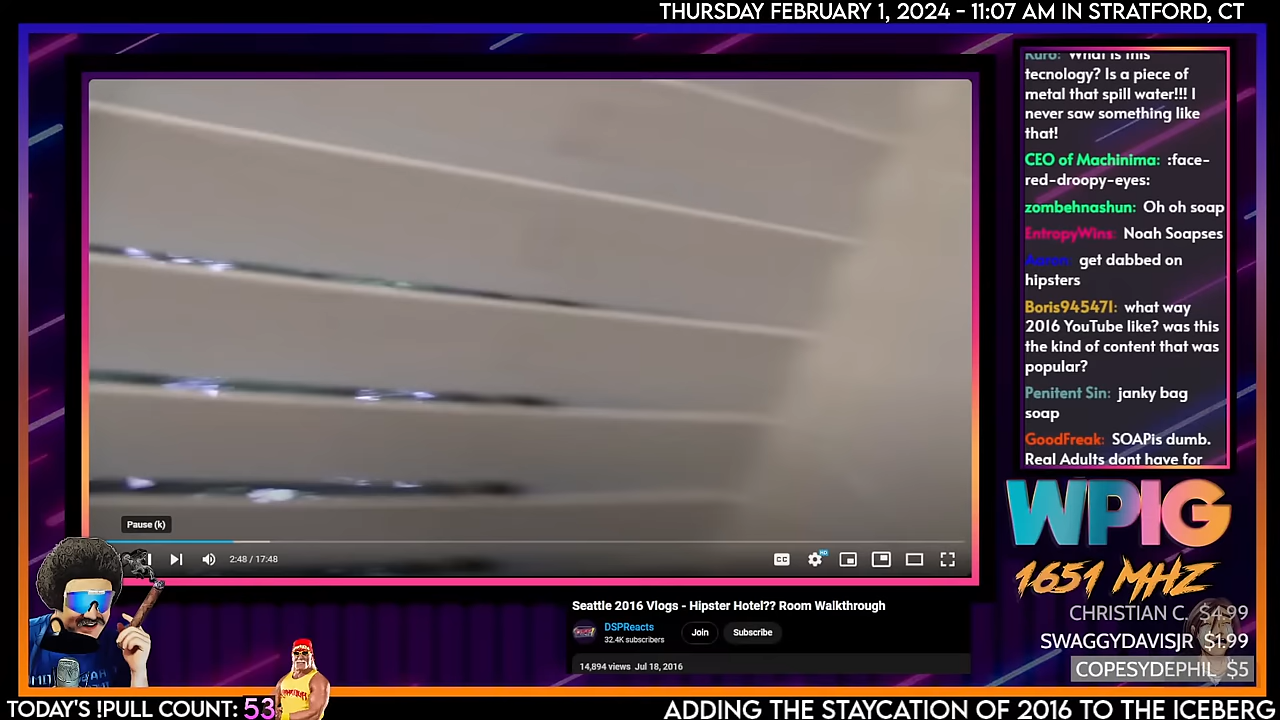 THURSDAY FEBRUARY 1, 2024 - 11:07 AM IN STRATFORD, CT
Kuro: What is this
tecnology? Is a piece of
metal that spill water!!! I
never saw something like
that!
CEO of Machinima: :face-
red-droopy-eyes:
zombehnashun: Oh oh soap
EntropyWins: Noah Soapses
Aaron: get dabbed on
hipsters
Boris945471: what way
2016 YouTube like? was this
the kind of content that was
popular?
Penitent Sin: janky bag
soap
GoodFreak: SOAPis dumb.
Real Adults dont have for
Pause (k)
2:48 / 17:48
CC
HD
WPIG
1651 MHZ
Seattle 2016 Vlogs - Hipster Hotel?? Room Walkthrough
DSPReacts
32.4K subscribers
Join
Subscribe
14,894 views Jul 18, 2016
CHRISTIAN C. $4.99
SWAGGYDAVISJR $1.99
COPESYDEPHIL $5
TODAY'S !PULL COUNT: 53
ADDING THE STAYCATION OF 2016 TO THE ICEBERG